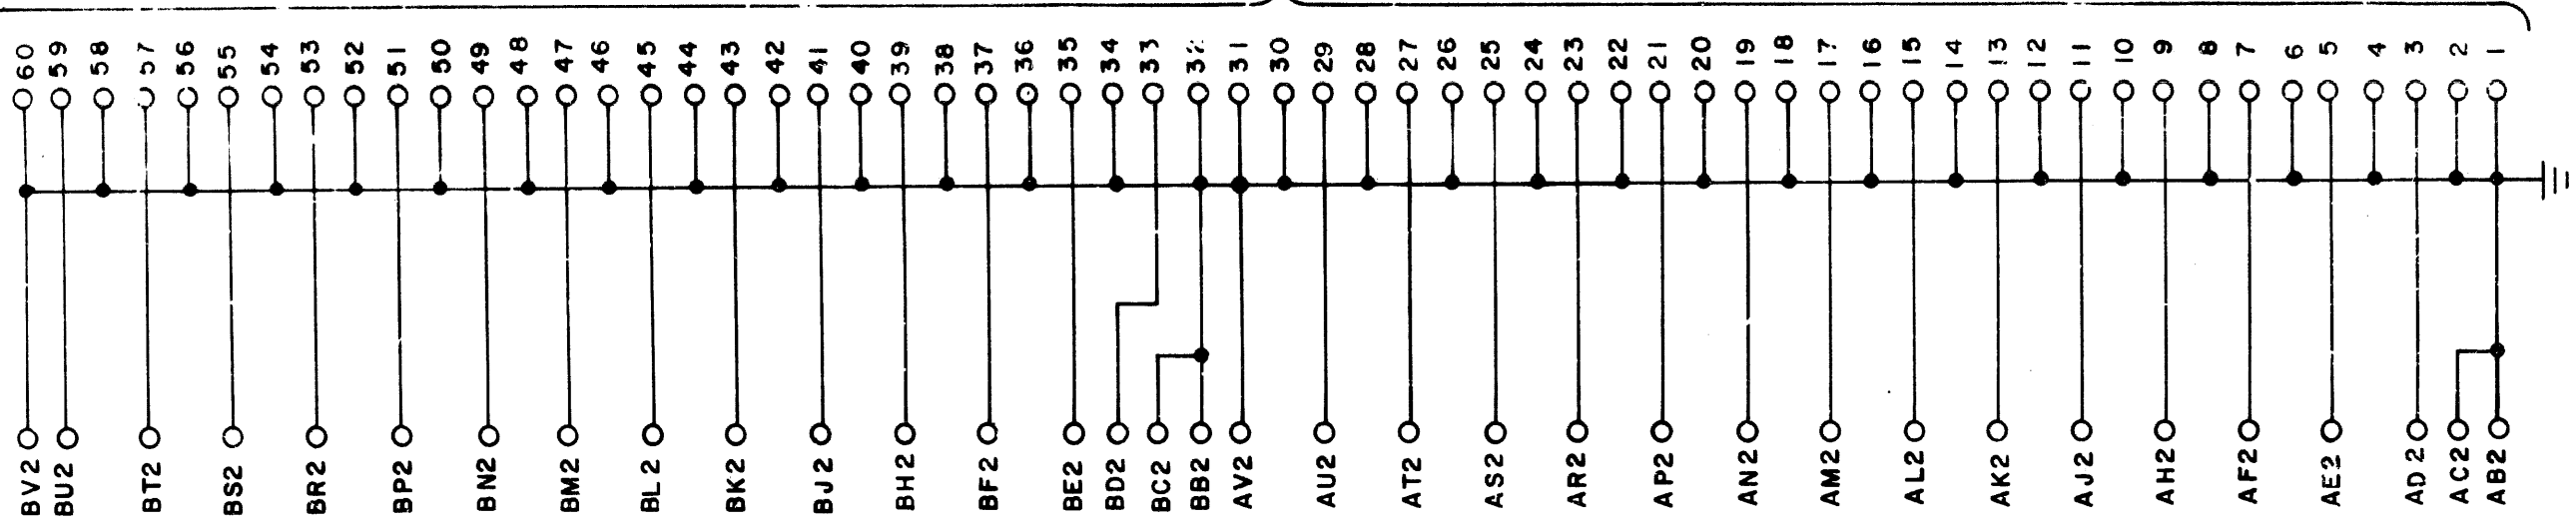 60 59 58 57 56 55 54 53 52 51 50 49 48 47 46 45 44 43 42 41 40 39 38 37 36 35 34 33 32 31 30 29 28 27 26 25 24 23 22 21 20 19 18 17 16 15 14 13 12 11 10 9 8 7 6 5 4 3 2 1
BV2 BU2 BT2 BS2 BR2 BP2 BN2 BM2 BL2 BK2 BJ2 BH2 BF2 BE2 BD2 BC2 BB2 AV2 AU2 AT2 AS2 AR2 AP2 AN2 AM2 AL2 AK2 AJ2 AH2 AF2 AE2 AD2 AC2 AB2